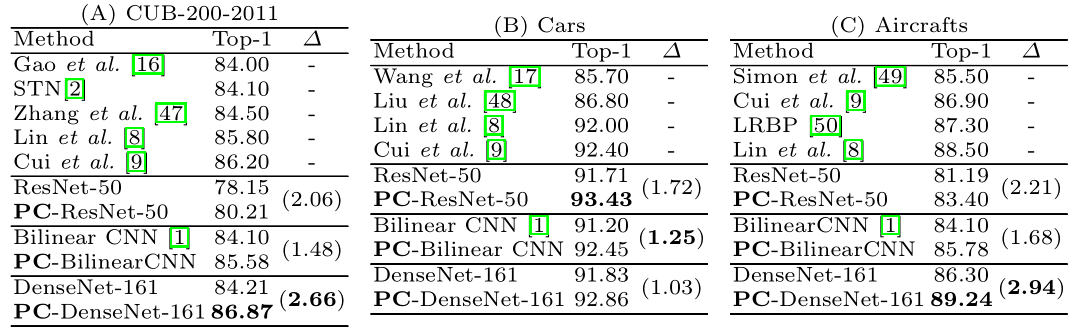 (A) CUB-200-2011
Method Top-1 Δ
Gao et al. [16] 84.00 -
STN[2] 84.10 -
Zhang et al. [47] 84.50 -
Lin et al. [8] 85.80 -
Cui et al. [9] 86.20 -
ResNet-50 78.15 (2.06)
PC-ResNet-50 80.21
Bilinear CNN [1] 84.10 (1.48)
PC-BilinearCNN 85.58
DenseNet-161 84.21 (2.66)
PC-DenseNet-161 86.87
(B) Cars
Method Top-1 Δ
Wang et al. [17] 85.70 -
Liu et al. [48] 86.80 -
Lin et al. [8] 92.00 -
Cui et al. [9] 92.40 -
ResNet-50 91.71 (1.72)
PC-ResNet-50 93.43
Bilinear CNN [1] 91.20 (1.25)
PC-Bilinear CNN 92.45
DenseNet-161 91.83 (1.03)
PC-DenseNet-161 92.86
(C) Aircrafts
Method Top-1 Δ
Simon et al. [49] 85.50 -
Cui et al. [9] 86.90 -
LRBP [50] 87.30 -
Lin et al. [8] 88.50 -
ResNet-50 81.19 (2.21)
PC-ResNet-50 83.40
BilinearCNN [1] 84.10 (1.68)
PC-BilinearCNN 85.78
DenseNet-161 86.30 (2.94)
PC-DenseNet-161 89.24